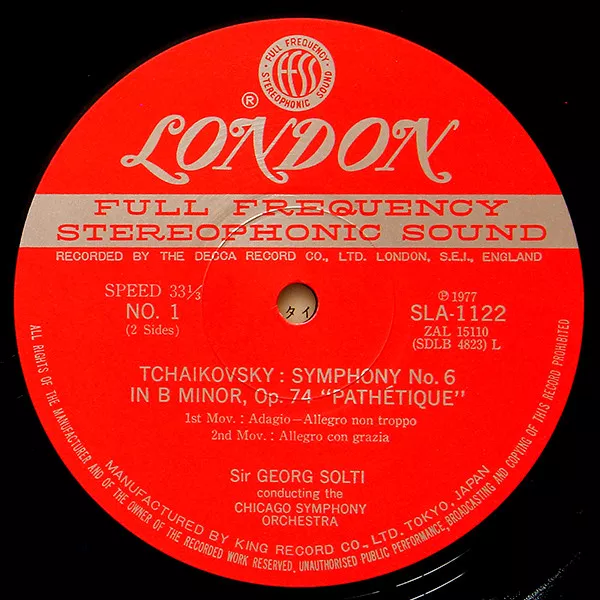 FULL FREQUENCY
ffss
STEREOPHONIC SOUND
®
LONDON
FULL FREQUENCY
STEREOPHONIC SOUND
RECORDED BY THE DECCA RECORD CO., LTD. LONDON, S.E.I., ENGLAND
SPEED 33⅓
NO. 1
(2 Sides)
タイ
℗ 1977
SLA-1122
ZAL 15110
(SDLB 4823) L
TCHAIKOVSKY : SYMPHONY No. 6
IN B MINOR, Op. 74 "PATHÉTIQUE"
1st Mov. : Adagio–Allegro non troppo
2nd Mov. : Allegro con grazia
Sir GEORG SOLTI
conducting the
CHICAGO SYMPHONY
ORCHESTRA
MANUFACTURED BY KING RECORD CO., LTD. TOKYO, JAPAN
ALL RIGHTS OF THE MANUFACTURER AND OF THE OWNER OF THE RECORDED WORK RESERVED, UNAUTHORISED PUBLIC PERFORMANCE, BROADCASTING AND COPYING OF THIS RECORD PROHIBITED